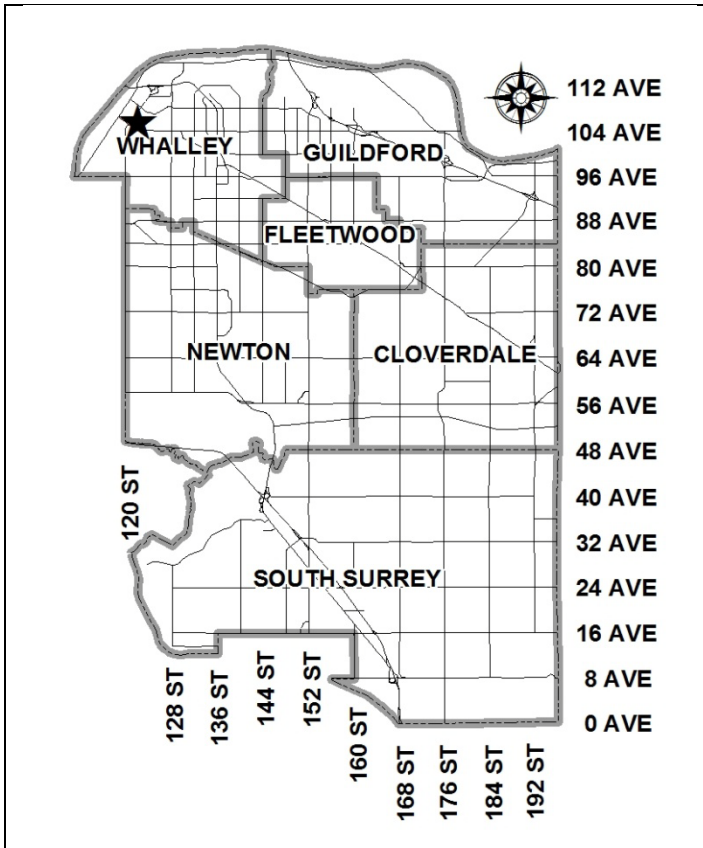 112 AVE
104 AVE
WHALLEY
GUILDFORD
96 AVE
88 AVE
FLEETWOOD
80 AVE
72 AVE
NEWTON
CLOVERDALE
64 AVE
56 AVE
48 AVE
120 ST
40 AVE
32 AVE
SOUTH SURREY
24 AVE
16 AVE
8 AVE
0 AVE
128 ST
136 ST
144 ST
152 ST
160 ST
168 ST
176 ST
184 ST
192 ST